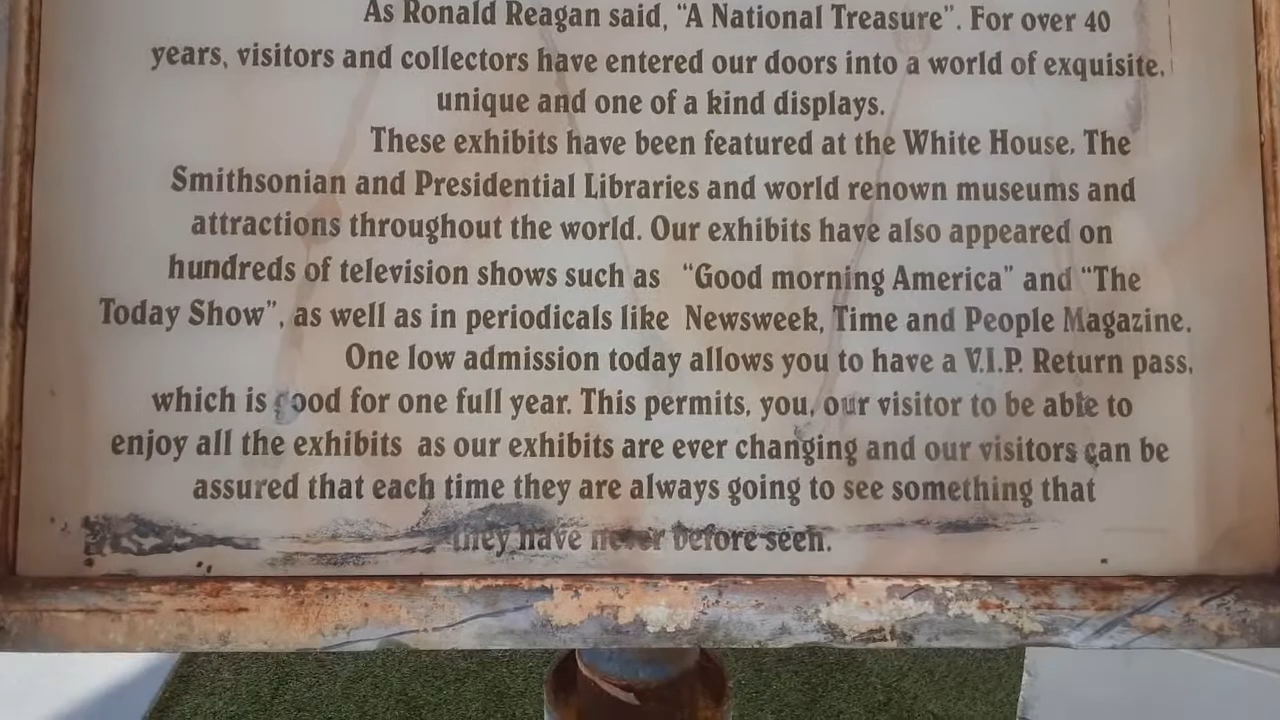 As Ronald Reagan said, “A National Treasure”. For over 40
years, visitors and collectors have entered our doors into a world of exquisite,
unique and one of a kind displays.
These exhibits have been featured at the White House, The
Smithsonian and Presidential Libraries and world renown museums and
attractions throughout the world. Our exhibits have also appeared on
hundreds of television shows such as “Good morning America” and “The
Today Show”, as well as in periodicals like Newsweek, Time and People Magazine.
One low admission today allows you to have a V.I.P. Return pass,
which is good for one full year. This permits, you, our visitor to be able to
enjoy all the exhibits as our exhibits are ever changing and our visitors can be
assured that each time they are always going to see something that
they have never before seen.